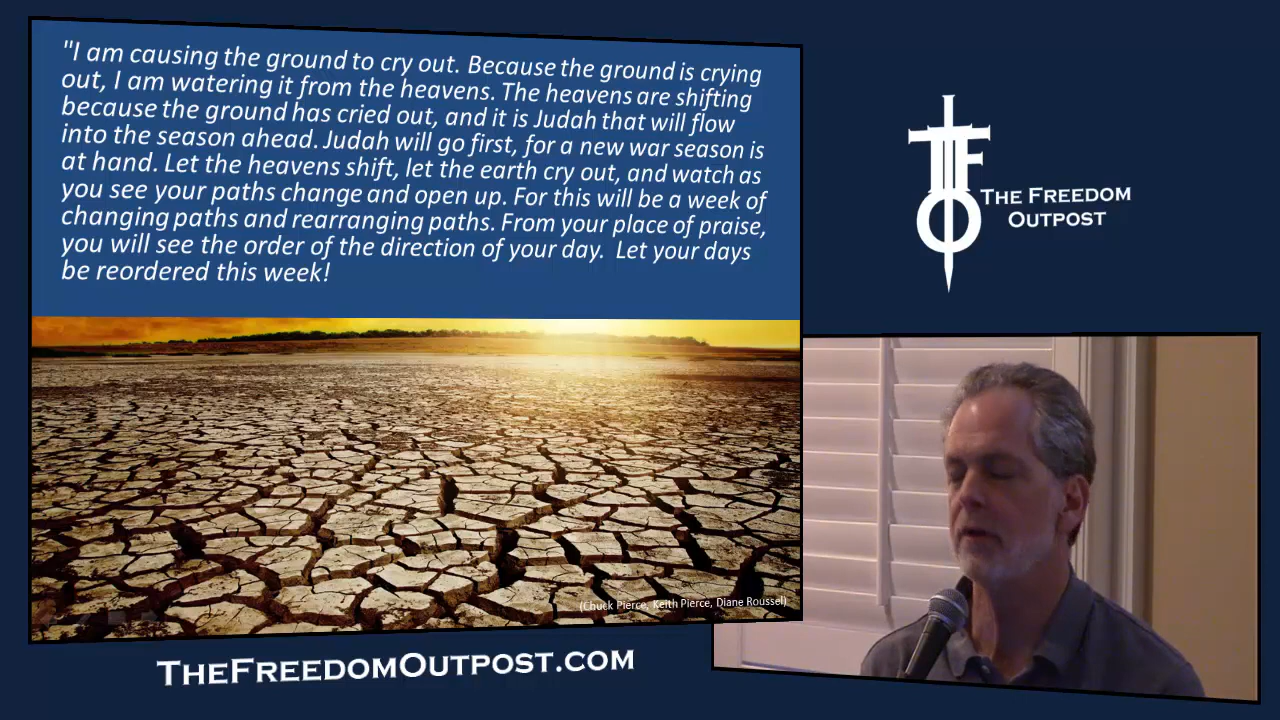 "I am causing the ground to cry out. Because the ground is crying
out, I am watering it from the heavens. The heavens are shifting
because the ground has cried out, and it is Judah that will flow
into the season ahead. Judah will go first, for a new war season is
at hand. Let the heavens shift, let the earth cry out, and watch as
you see your paths change and open up. For this will be a week of
changing paths and rearranging paths. From your place of praise,
you will see the order of the direction of your day.  Let your days
be reordered this week!
(Chuck Pierce, Keith Pierce, Diane Roussel)
TFO
The Freedom
Outpost
TheFreedomOutpost.com